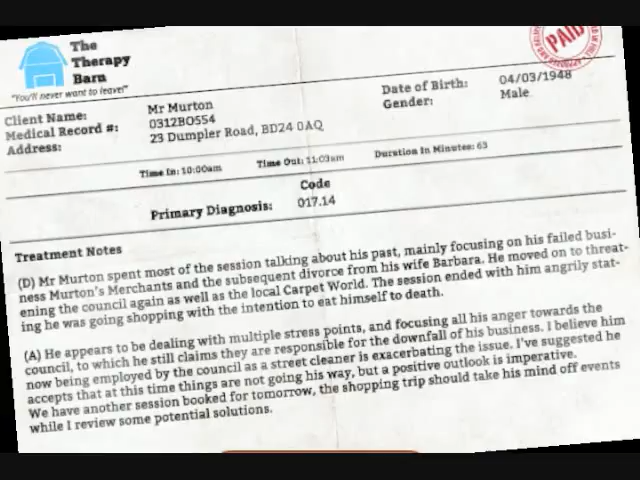 The
Therapy
Barn
"You'll never want to leave!"
PAID
Client Name: Mr Murton Date of Birth: 04/03/1948
Medical Record #: 0312BO554 Gender: Male
Address: 23 Dumpler Road, BD24 0AQ
Time In: 10:00am Time Out: 11:03am Duration In Minutes: 63
Code
Primary Diagnosis: 017.14
Treatment Notes
(D) Mr Murton spent most of the session talking about his past, mainly focusing on his failed busi-
ness Murton's Merchants and the subsequent divorce from his wife Barbara. He moved on to threat-
ening the council again as well as the local Carpet World. The session ended with him angrily stat-
ing he was going shopping with the intention to eat himself to death.
(A) He appears to be dealing with multiple stress points, and focusing all his anger towards the
council, to which he still claims they are responsible for the downfall of his business. I believe him
now being employed by the council as a street cleaner is exacerbating the issue. I've suggested he
accepts that at this time things are not going his way, but a positive outlook is imperative.
We have another session booked for tomorrow, the shopping trip should take his mind off events
while I review some potential solutions.